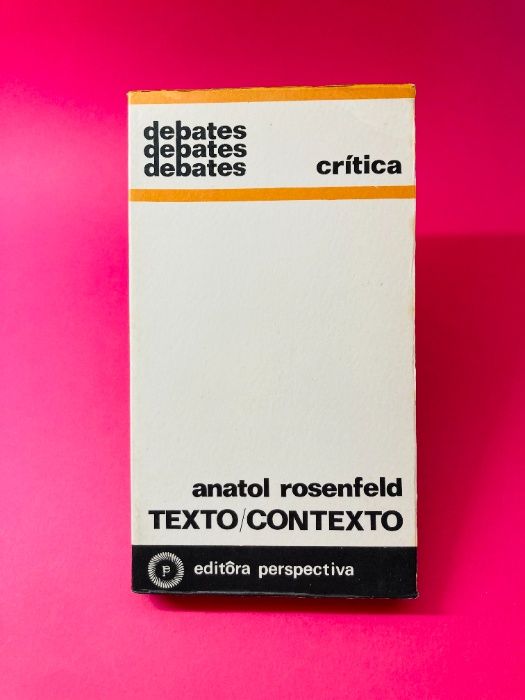 debates
debates
debates
crítica
anatol rosenfeld
TEXTO/CONTEXTO
editôra perspectiva